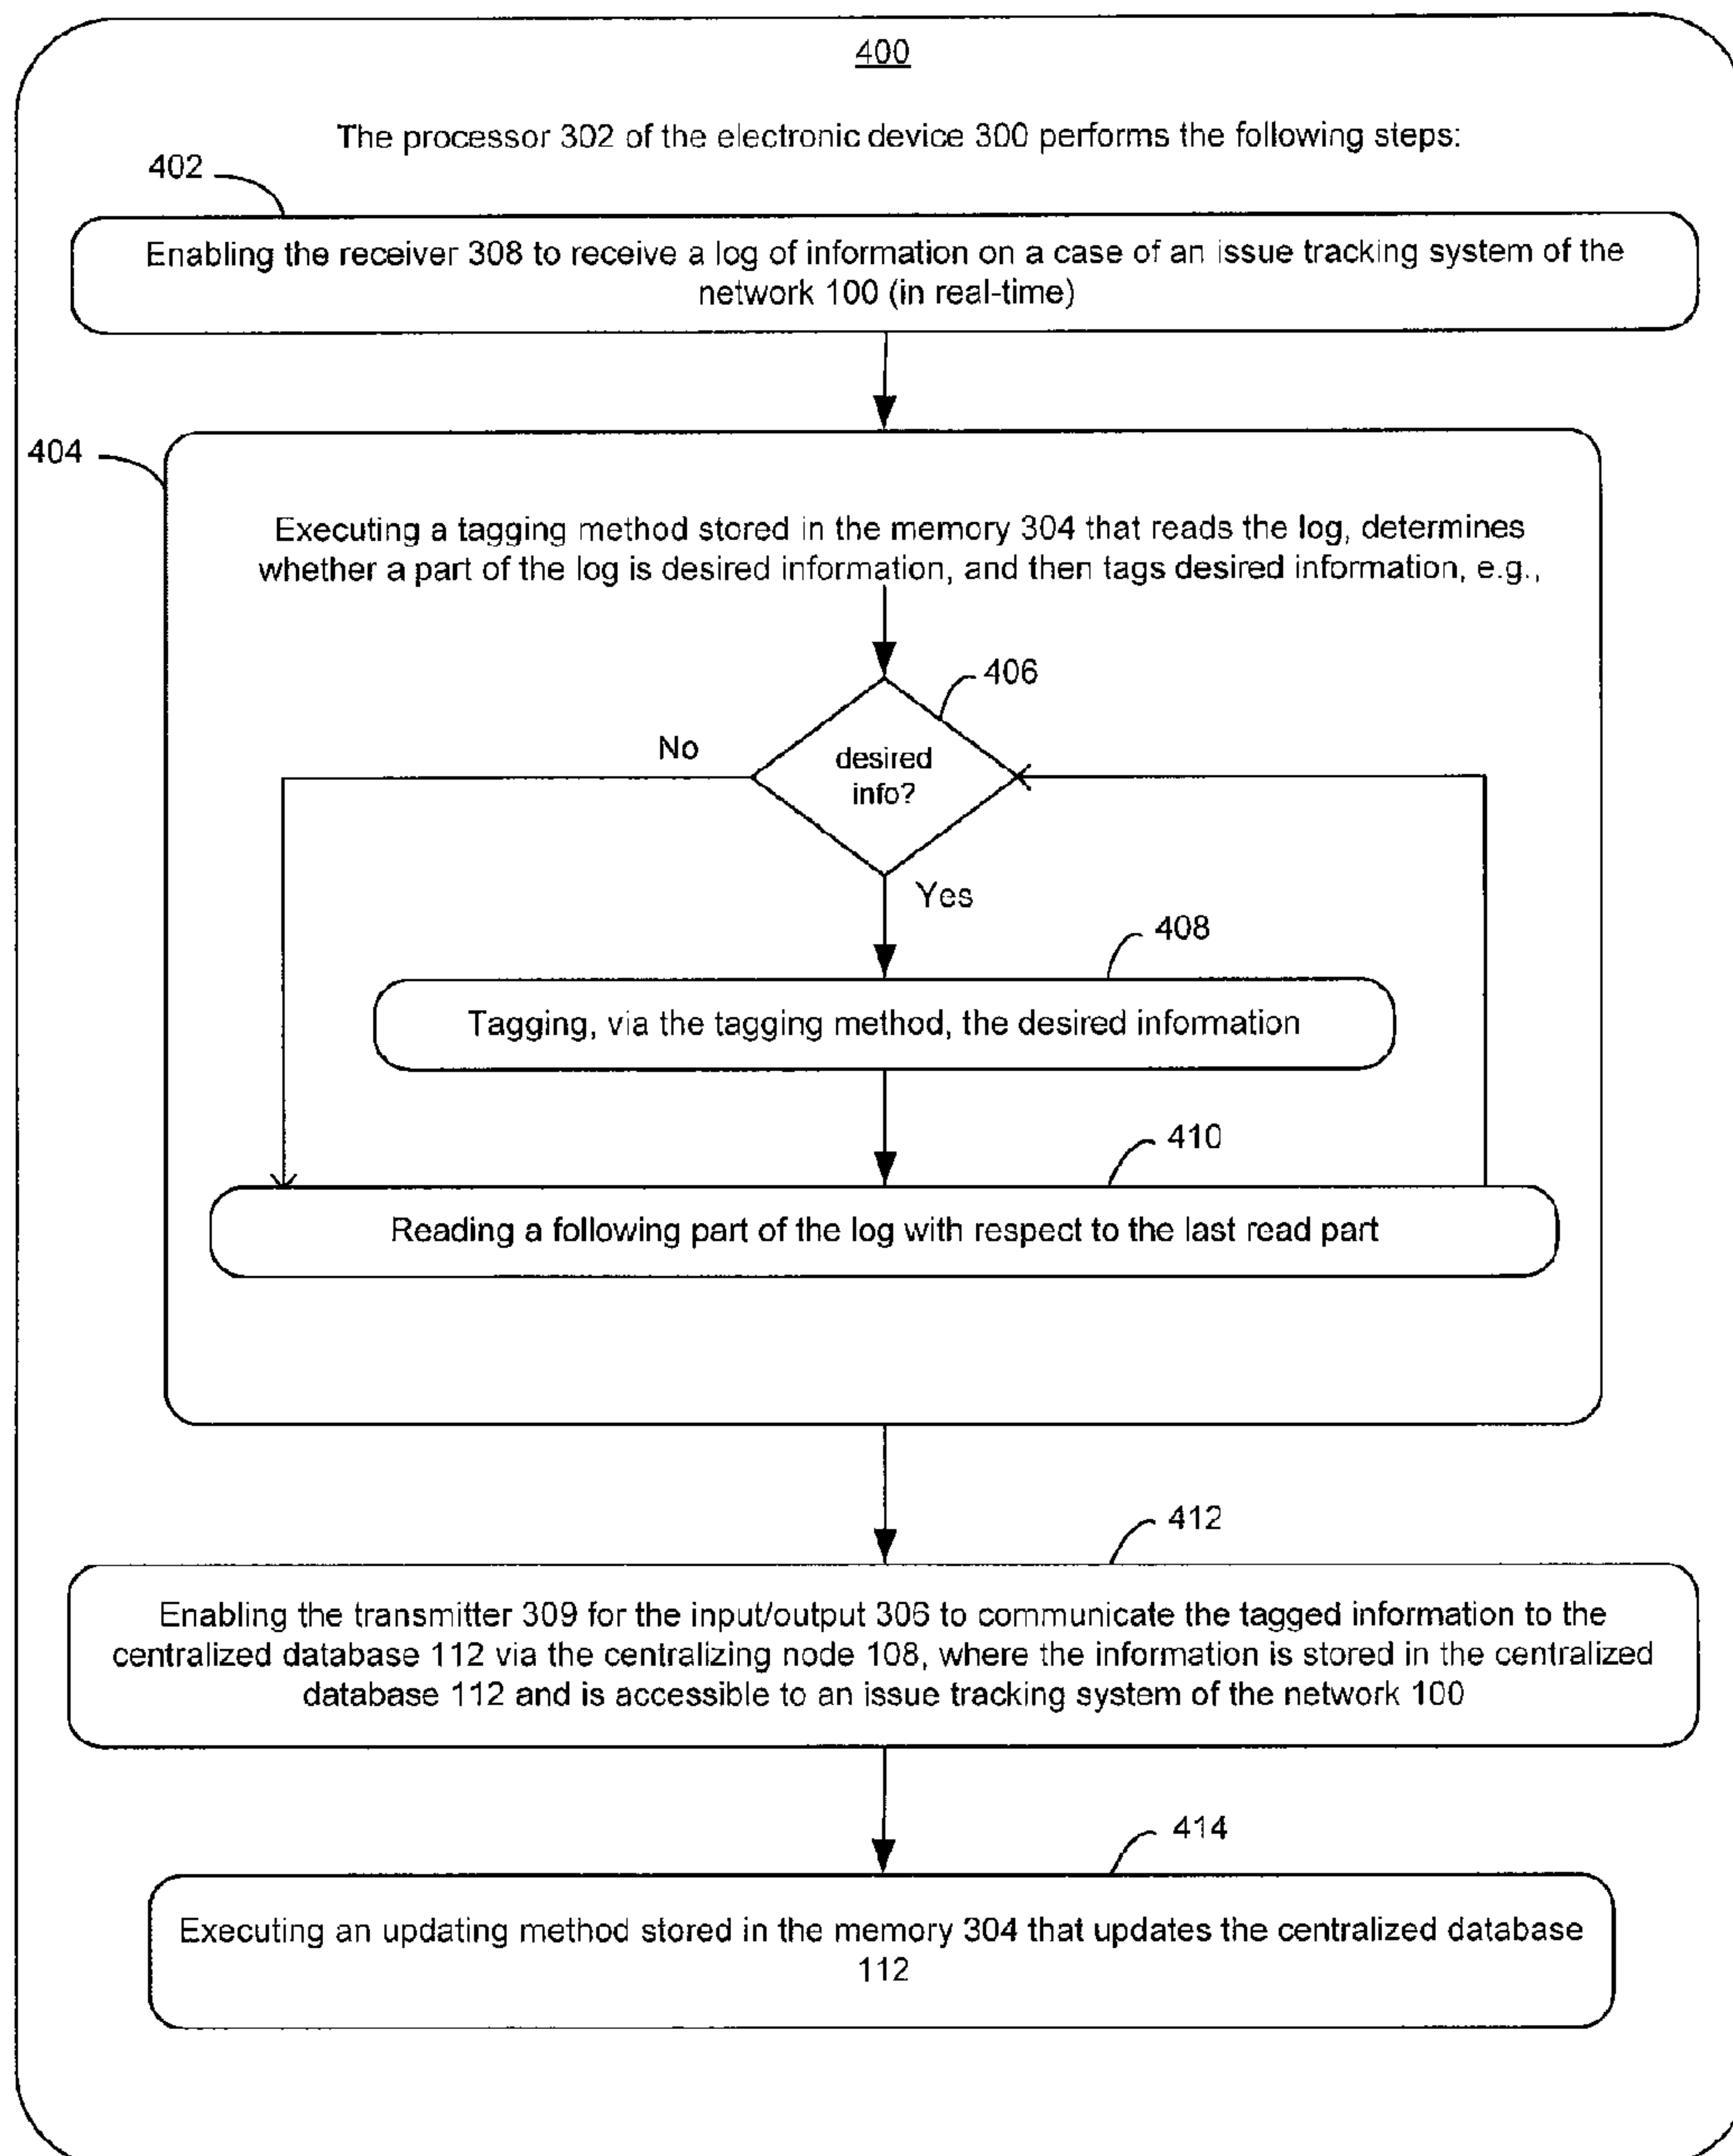 400
The processor 302 of the electronic device 300 performs the following steps:
402
Enabling the receiver 308 to receive a log of information on a case of an issue tracking system of the
network 100 (in real-time)
404
Executing a tagging method stored in the memory 304 that reads the log, determines
whether a part of the log is desired information, and then tags desired information, e.g.,
406
No
desired
info?
Yes
408
Tagging, via the tagging method, the desired information
410
Reading a following part of the log with respect to the last read part
412
Enabling the transmitter 309 for the input/output 306 to communicate the tagged information to the
centralized database 112 via the centralizing node 108, where the information is stored in the centralized
database 112 and is accessible to an issue tracking system of the network 100
414
Executing an updating method stored in the memory 304 that updates the centralized database
112